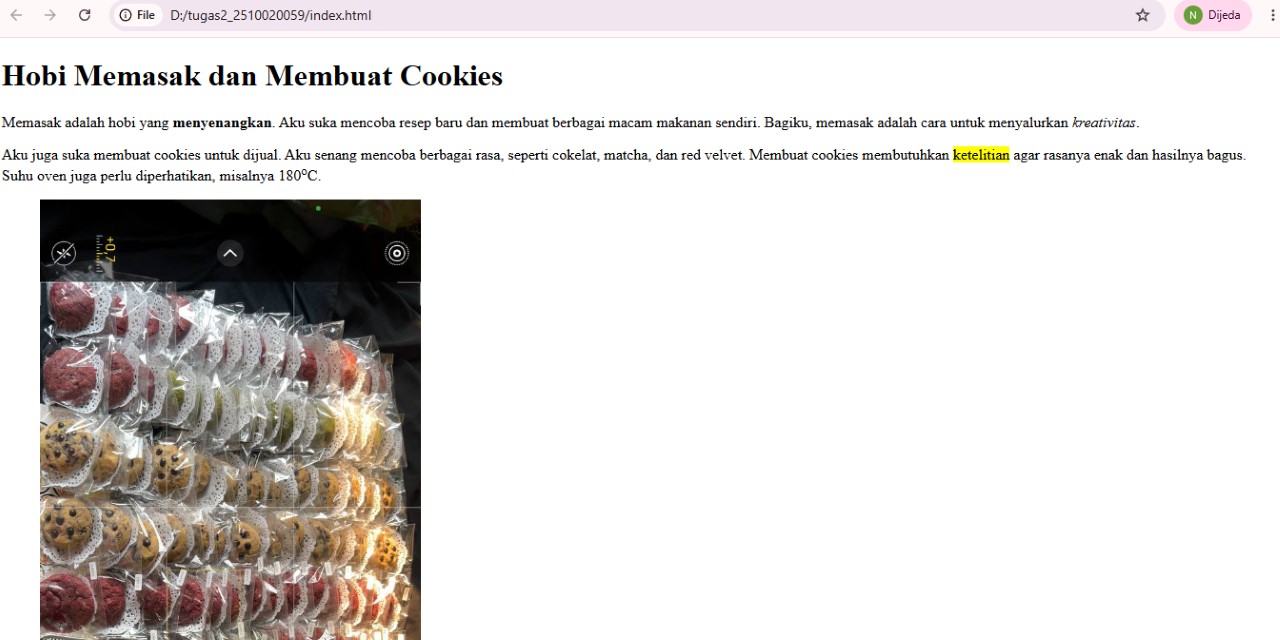 File D:/tugas2_2510020059/index.html N Dijeda
Hobi Memasak dan Membuat Cookies
Memasak adalah hobi yang menyenangkan. Aku suka mencoba resep baru dan membuat berbagai macam makanan sendiri. Bagiku, memasak adalah cara untuk menyalurkan kreativitas.
Aku juga suka membuat cookies untuk dijual. Aku senang mencoba berbagai rasa, seperti cokelat, matcha, dan red velvet. Membuat cookies membutuhkan ketelitian agar rasanya enak dan hasilnya bagus.
Suhu oven juga perlu diperhatikan, misalnya 180⁰C.
+0,7